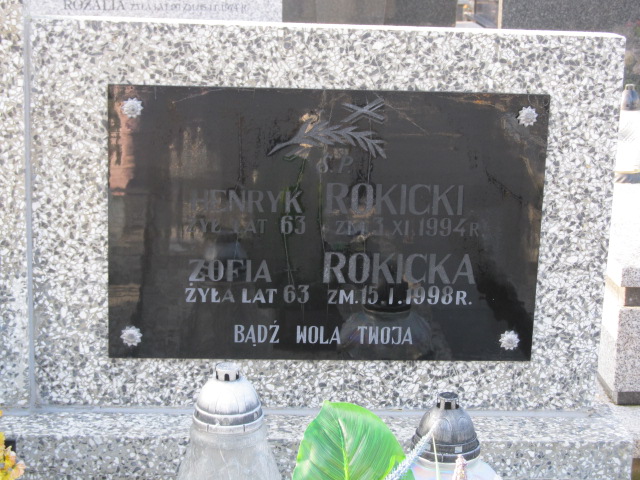 ROZALIA
Ś.P.
HENRYK ROKICKI
ŻYŁ LAT 63 ZM.3.XI.1994R.
ZOFIA ROKICKA
ŻYŁA LAT 63 ZM.15.I.1998R.
BĄDŹ WOLA TWOJA